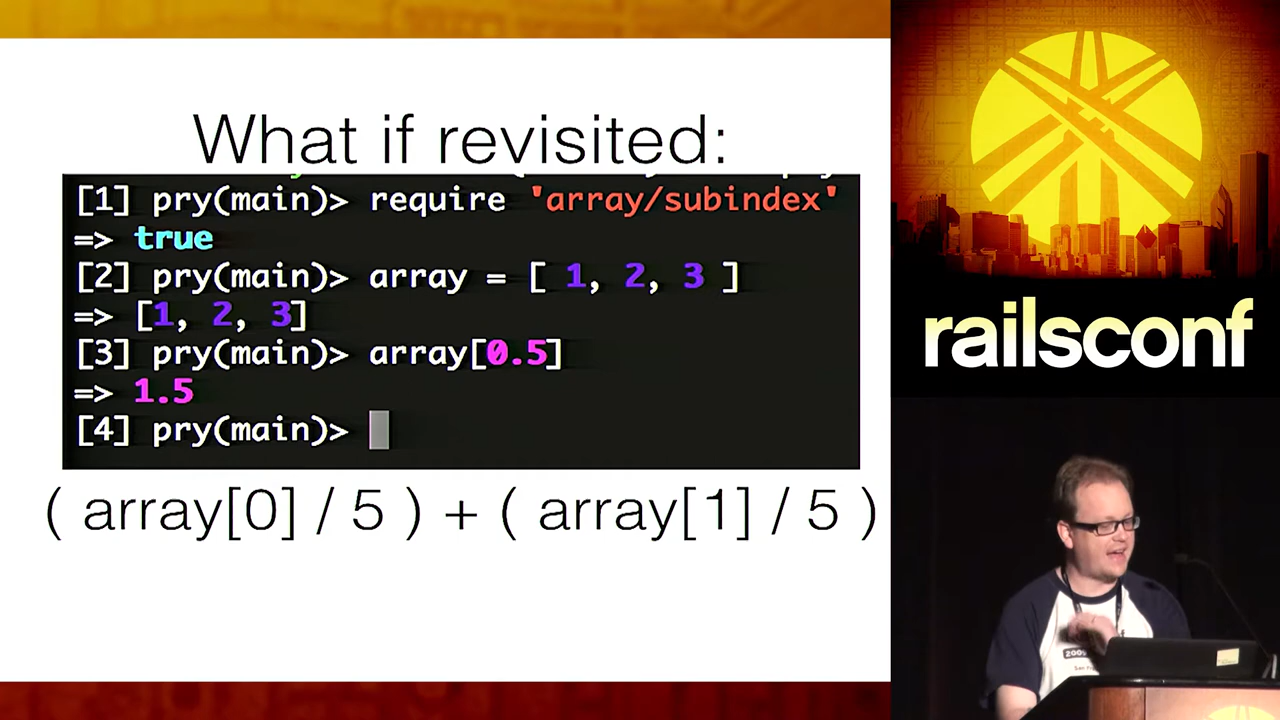 What if revisited:
[1] pry(main)> require 'array/subindex'
=> true
[2] pry(main)> array = [ 1, 2, 3 ]
=> [1, 2, 3]
[3] pry(main)> array[0.5]
=> 1.5
[4] pry(main)>
( array[0] / 5 ) + ( array[1] / 5 )
railsconf